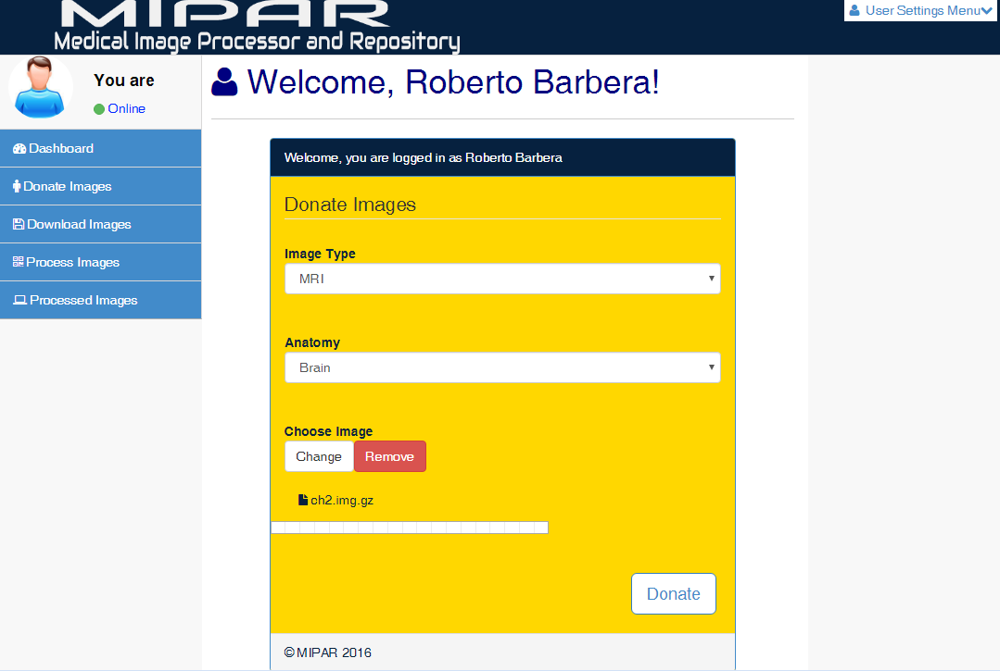 MIPAR
Medical Image Processor and Repository
User Settings Menu
You are
Online
Dashboard
Donate Images
Download Images
Process Images
Processed Images
Welcome, Roberto Barbera!
Welcome, you are logged in as Roberto Barbera
Donate Images
Image Type
MRI
Anatomy
Brain
Choose Image
Change Remove
ch2.img.gz
Donate
© MIPAR 2016